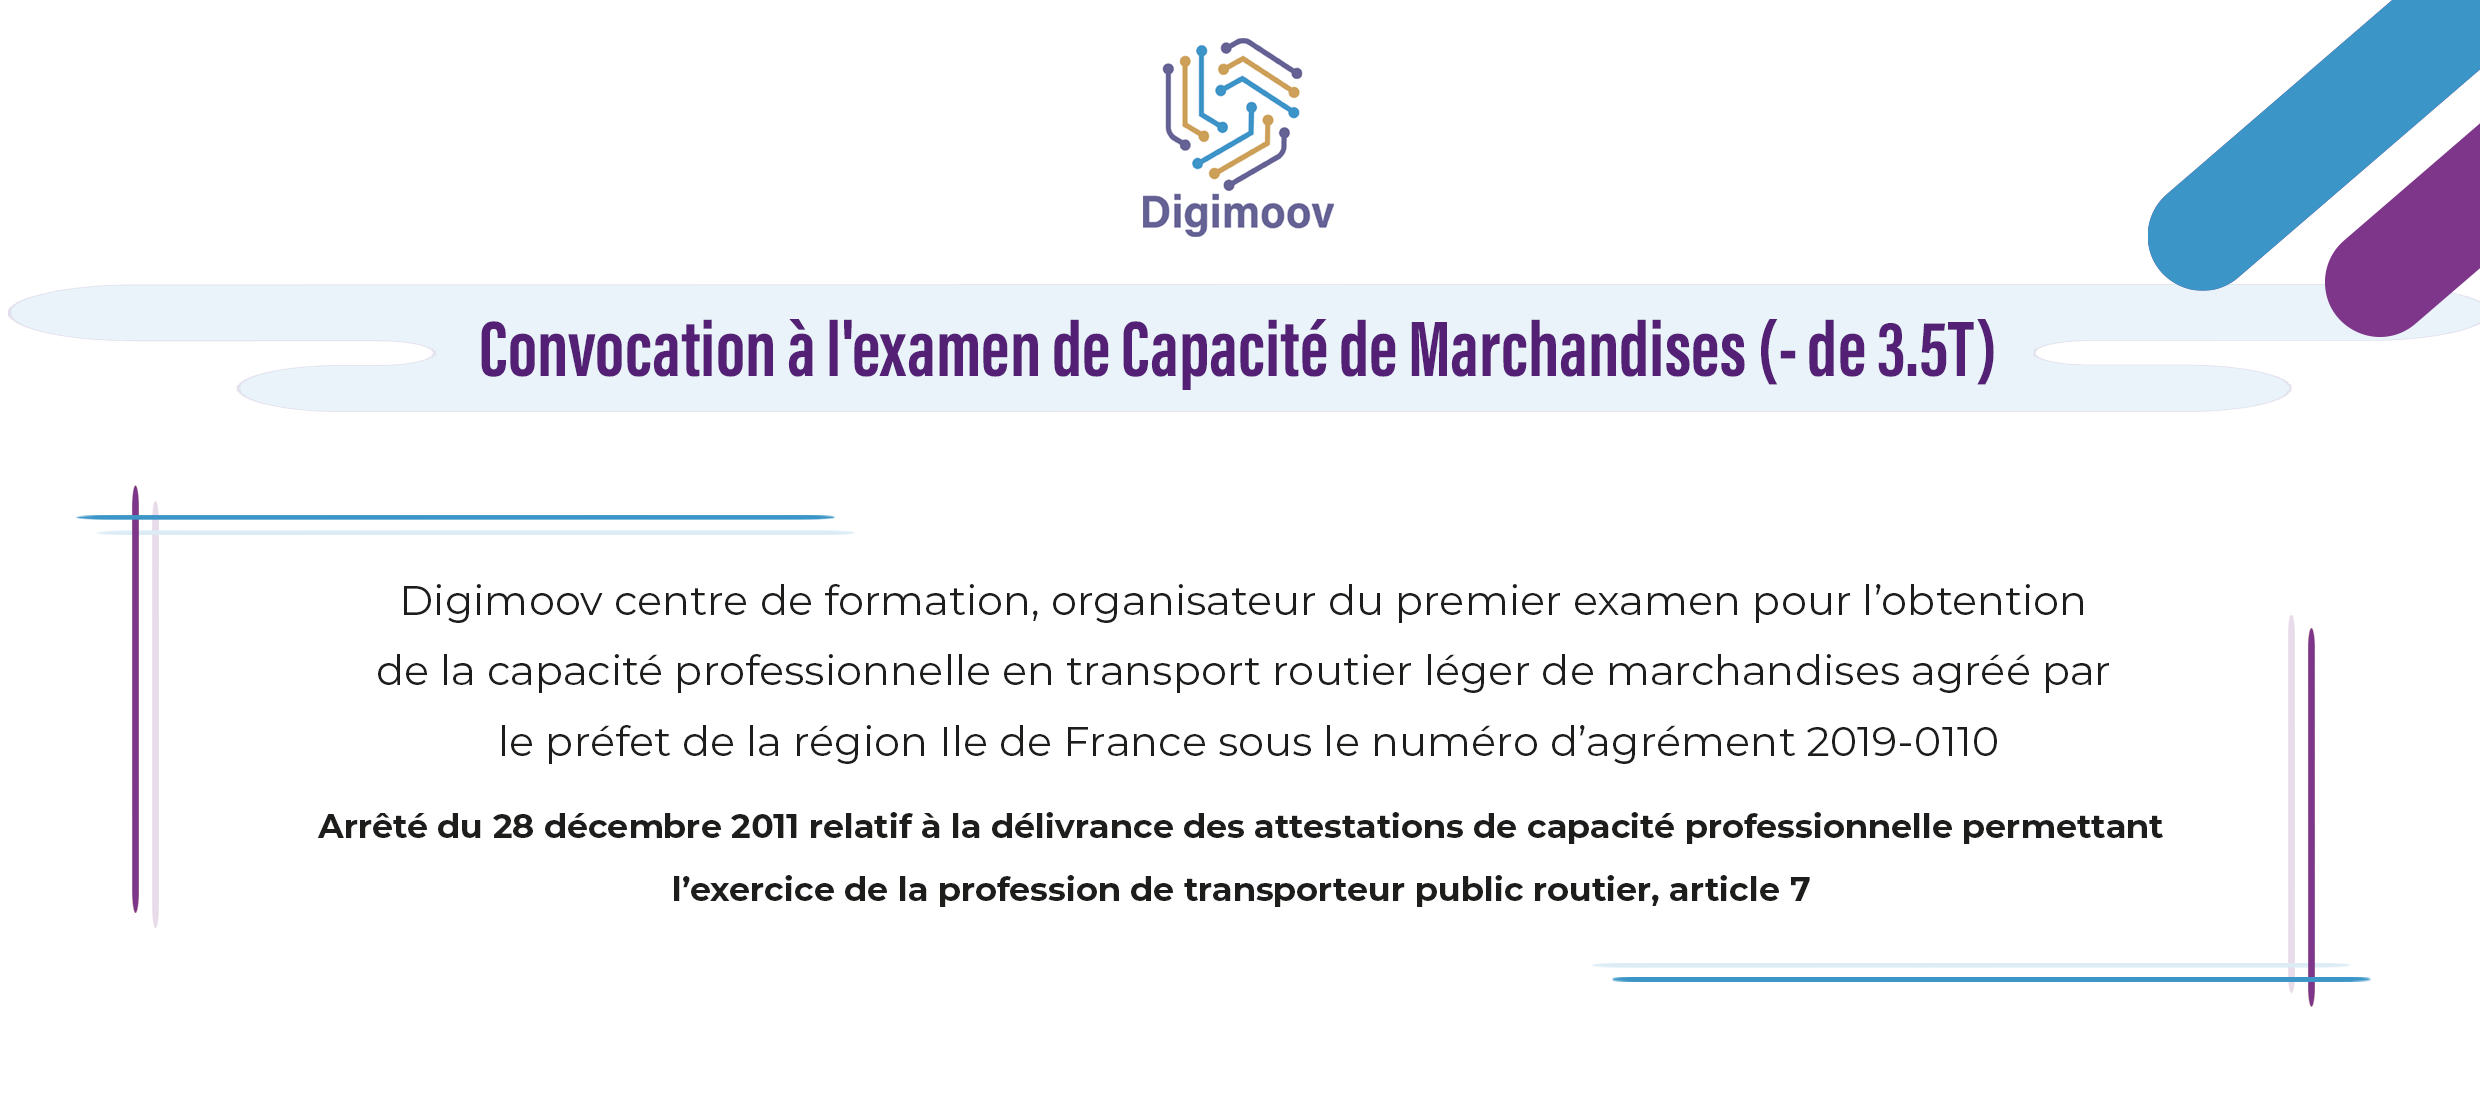 Digimoov
Convocation à l'examen de Capacité de Marchandises (- de 3.5T)
Digimoov centre de formation, organisateur du premier examen pour l’obtention
de la capacité professionnelle en transport routier léger de marchandises agréé par
le préfet de la région Ile de France sous le numéro d’agrément 2019-0110
Arrêté du 28 décembre 2011 relatif à la délivrance des attestations de capacité professionnelle permettant
l’exercice de la profession de transporteur public routier, article 7